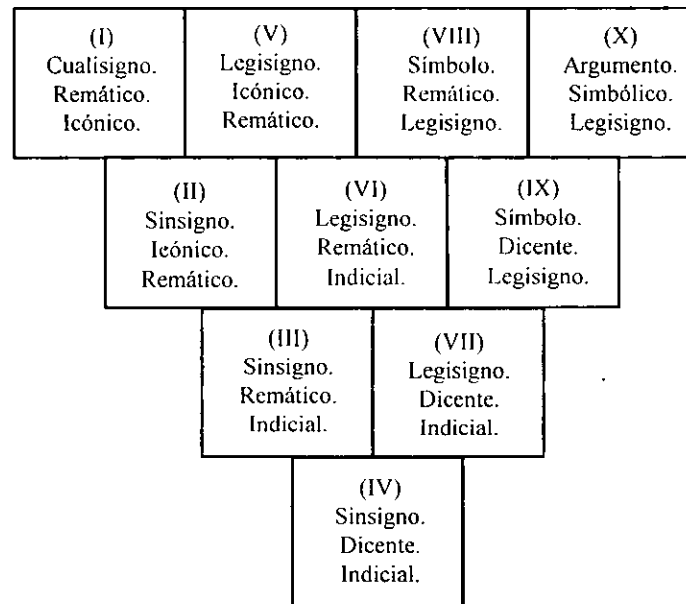 (I)
Cualisigno.
Remático.
Icónico.
(V)
Legisigno.
Icónico.
Remático.
(VIII)
Símbolo.
Remático.
Legisigno.
(X)
Argumento.
Simbólico.
Legisigno.
(II)
Sinsigno.
Icónico.
Remático.
(VI)
Legisigno.
Remático.
Indicial.
(IX)
Símbolo.
Dicente.
Legisigno.
(III)
Sinsigno.
Remático.
Indicial.
(VII)
Legisigno.
Dicente.
Indicial.
(IV)
Sinsigno.
Dicente.
Indicial.